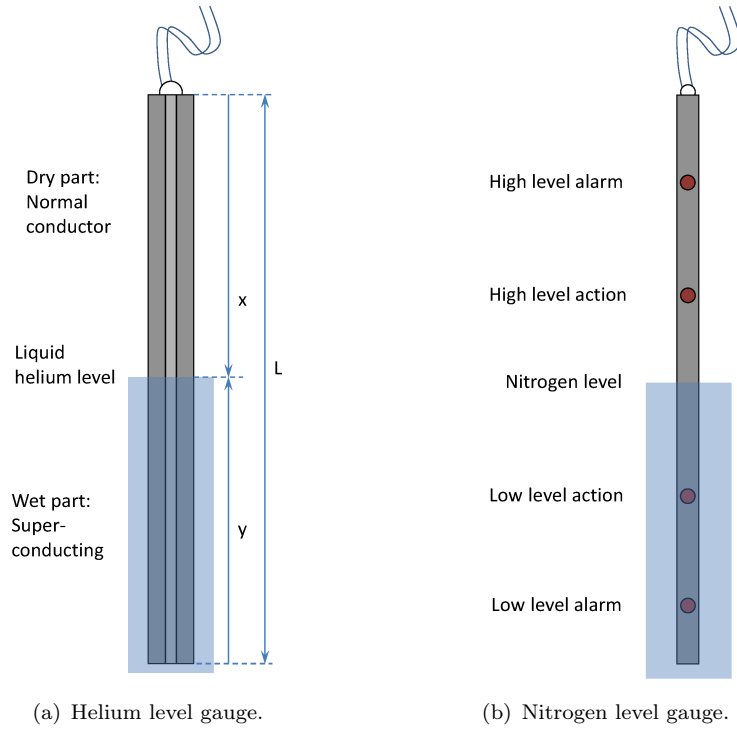 Dry part:
Normal
conductor
x
Liquid
helium level
L
Wet part:
Super-
conducting
y
(a) Helium level gauge.
High level alarm
High level action
Nitrogen level
Low level action
Low level alarm
(b) Nitrogen level gauge.